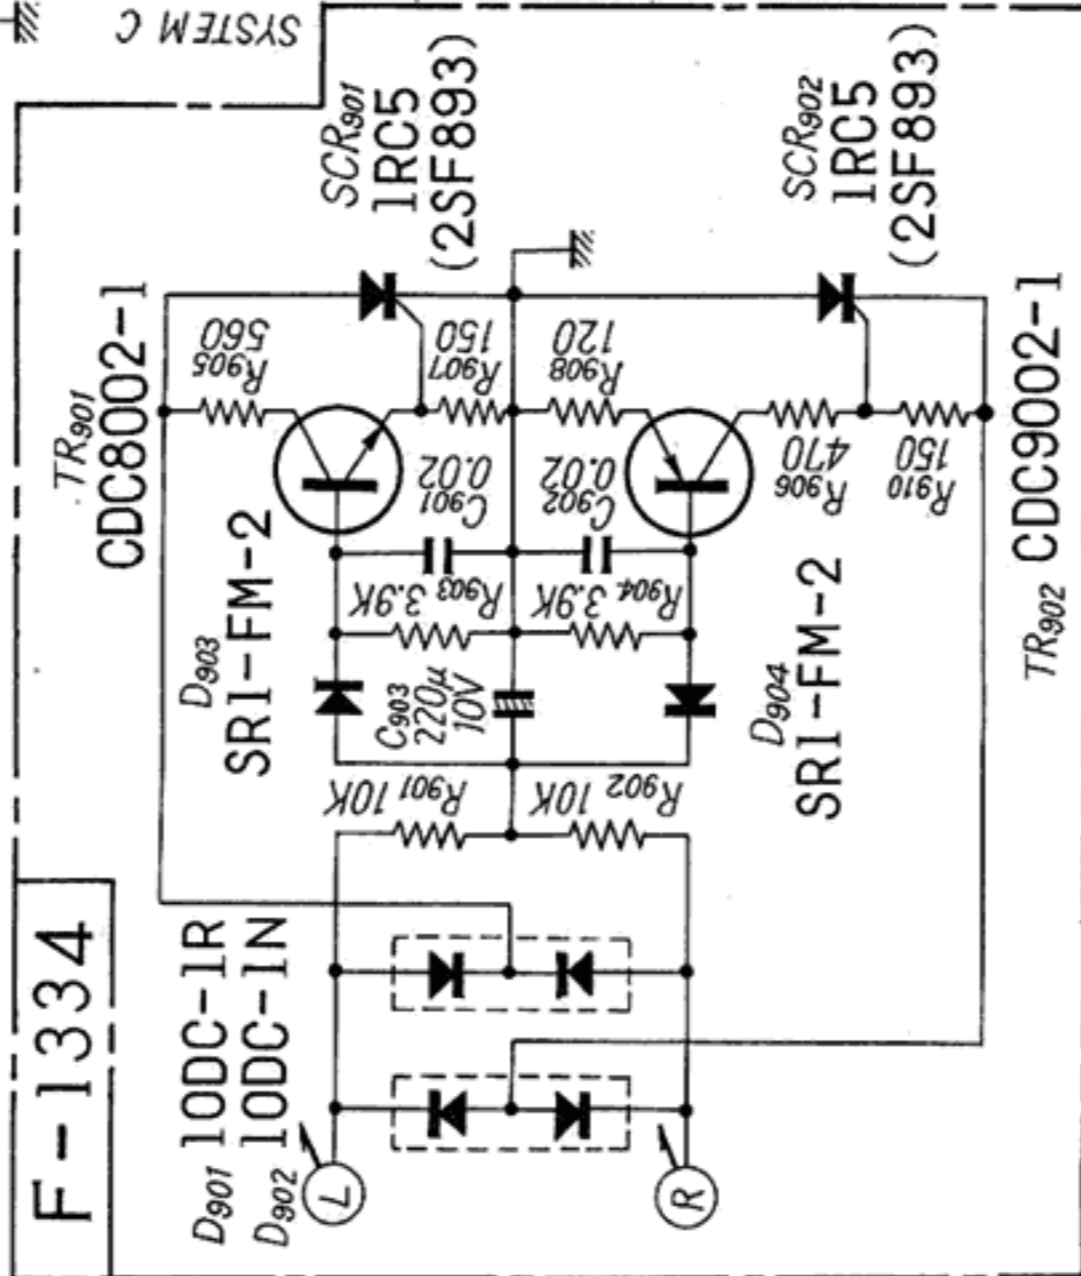 SYSTEM C
SCR901
1RC5
(2SF893)
SCR902
1RC5
(2SF893)
TR901
CDC8002-1
560
R905
150
R907
120
R908
0.02
C901
0.02
C902
470
R906
150
R910
TR902
CDC9002-1
D903
SR1-FM-2
3.9K R903
3.9K R904
C903
220μ
10V
D904
SR1-FM-2
10K R901
10K R902
F-1334
D901 10DC-1R
D902 10DC-1N
L
R